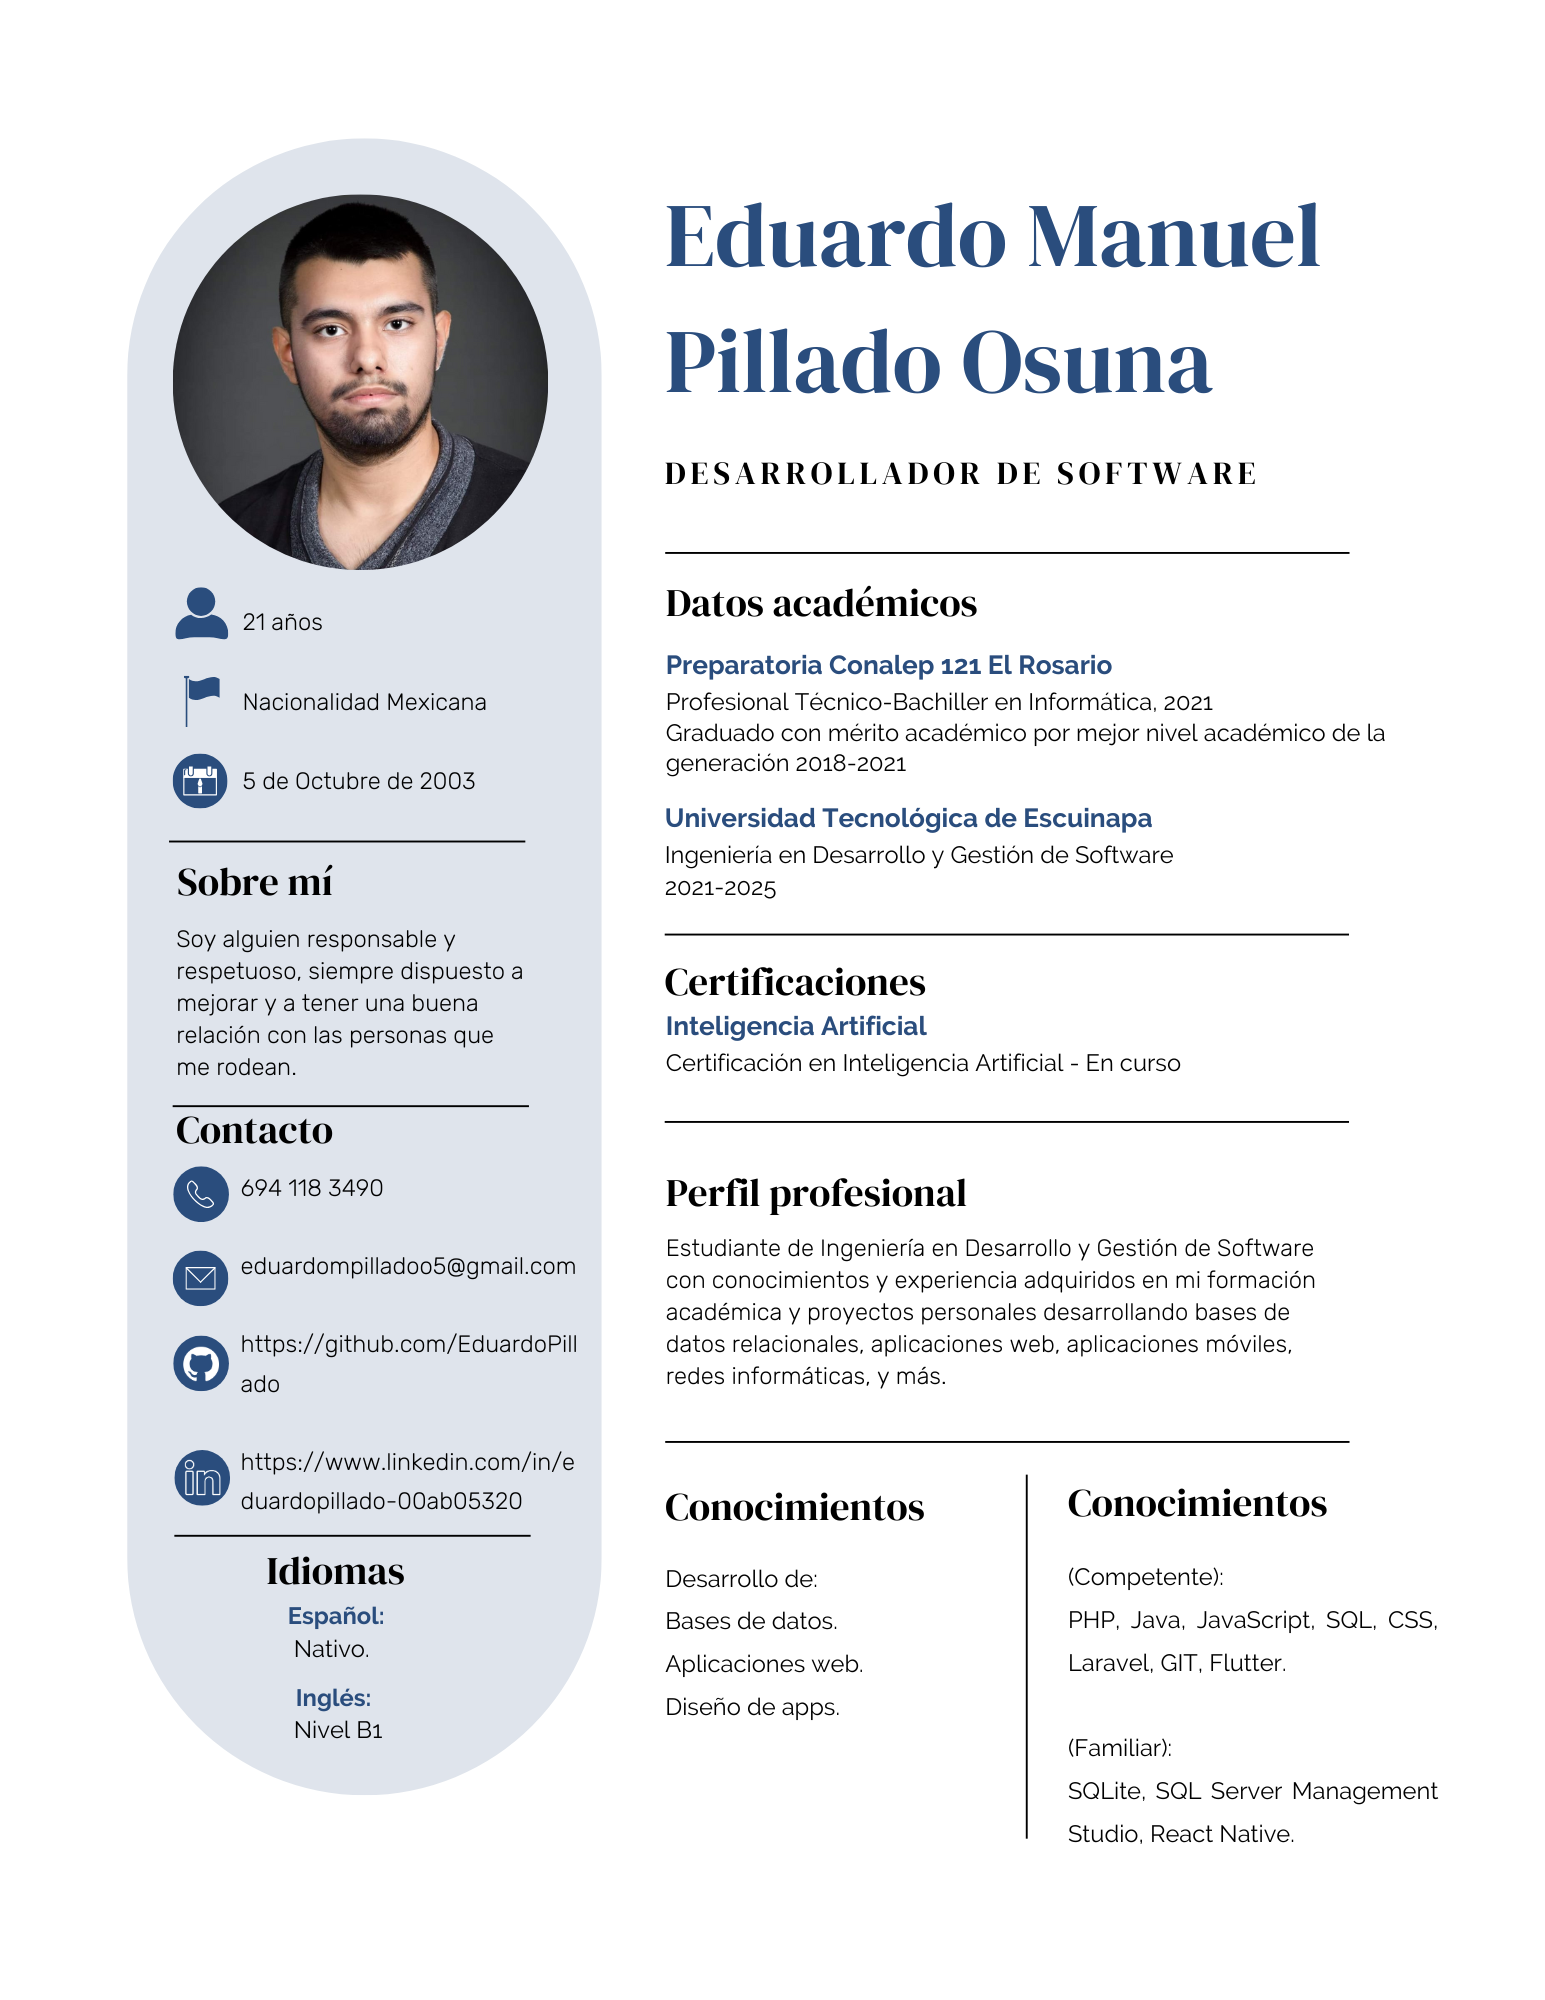 Eduardo Manuel
Pillado Osuna
DESARROLLADOR DE SOFTWARE
21 años
Nacionalidad Mexicana
5 de Octubre de 2003
Sobre mí
Soy alguien responsable y
respetuoso, siempre dispuesto a
mejorar y a tener una buena
relación con las personas que
me rodean.
Contacto
694 118 3490
eduardompilladoo5@gmail.com
https://github.com/EduardoPill
ado
https://www.linkedin.com/in/e
duardopillado-00ab05320
Idiomas
Español:
Nativo.
Inglés:
Nivel B1
Datos académicos
Preparatoria Conalep 121 El Rosario
Profesional Técnico-Bachiller en Informática, 2021
Graduado con mérito académico por mejor nivel académico de la
generación 2018-2021
Universidad Tecnológica de Escuinapa
Ingeniería en Desarrollo y Gestión de Software
2021-2025
Certificaciones
Inteligencia Artificial
Certificación en Inteligencia Artificial - En curso
Perfil profesional
Estudiante de Ingeniería en Desarrollo y Gestión de Software
con conocimientos y experiencia adquiridos en mi formación
académica y proyectos personales desarrollando bases de
datos relacionales, aplicaciones web, aplicaciones móviles,
redes informáticas, y más.
Conocimientos
Desarrollo de:
Bases de datos.
Aplicaciones web.
Diseño de apps.
Conocimientos
(Competente):
PHP, Java, JavaScript, SQL, CSS,
Laravel, GIT, Flutter.
(Familiar):
SQLite, SQL Server Management
Studio, React Native.